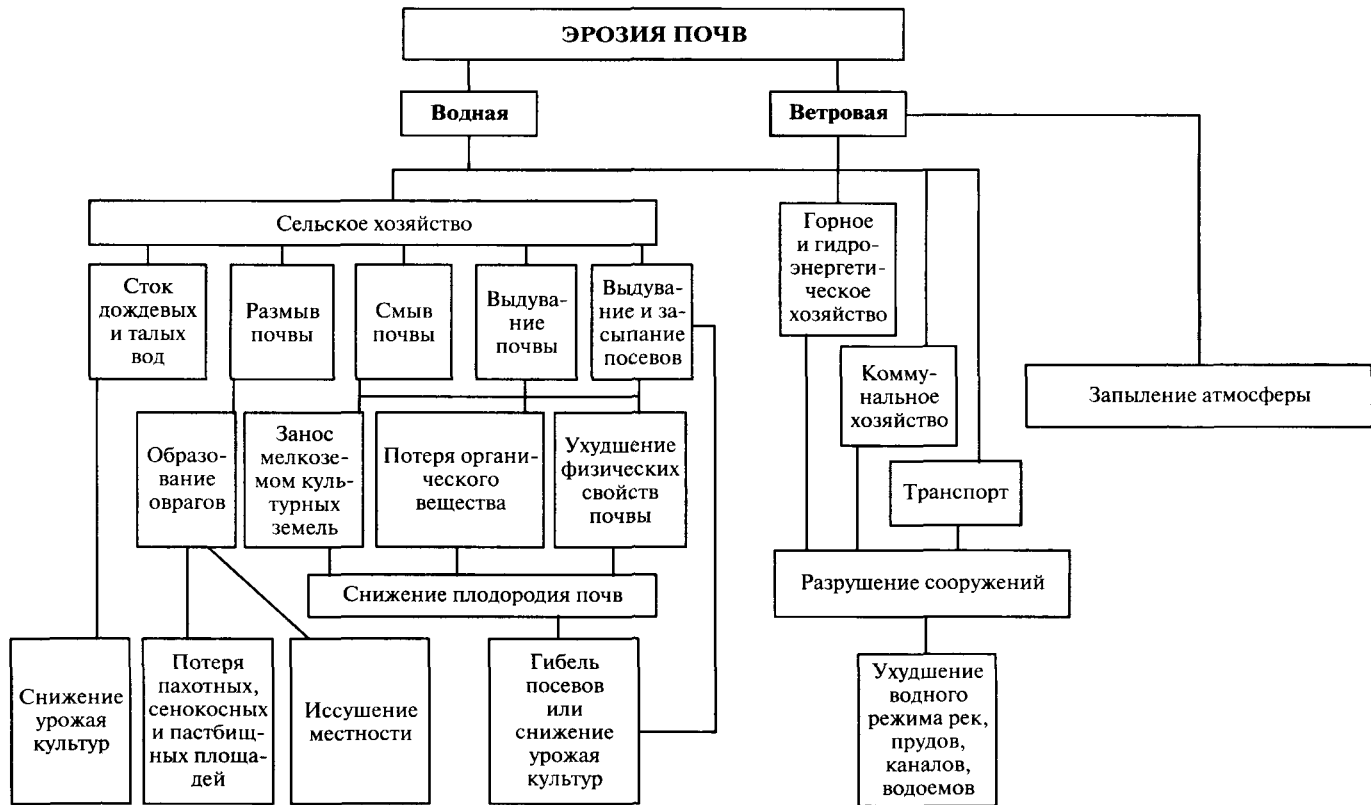 ЭРОЗИЯ ПОЧВ
Водная
Ветровая
Сельское хозяйство
Сток
дождевых
и талых
вод
Размыв
почвы
Смыв
почвы
Выдува-
ние
почвы
Выдува-
ние и за-
сыпание
посевов
Горное
и гидро-
энергети-
ческое
хозяйство
Комму-
нальное
хозяйство
Запыление атмосферы
Образо-
вание
оврагов
Занос
мелкозе-
мом куль-
турных
земель
Потеря органи-
ческого
вещества
Ухудшение
физических
свойств
почвы
Транспорт
Снижение плодородия почв
Разрушение сооружений
Снижение
урожая
культур
Потеря
пахотных,
сенокосных
и пастбищ-
ных площа-
дей
Иссушение
местности
Гибель
посевов
или
снижение
урожая
культур
Ухудшение
водного
режима рек,
прудов,
каналов,
водоемов